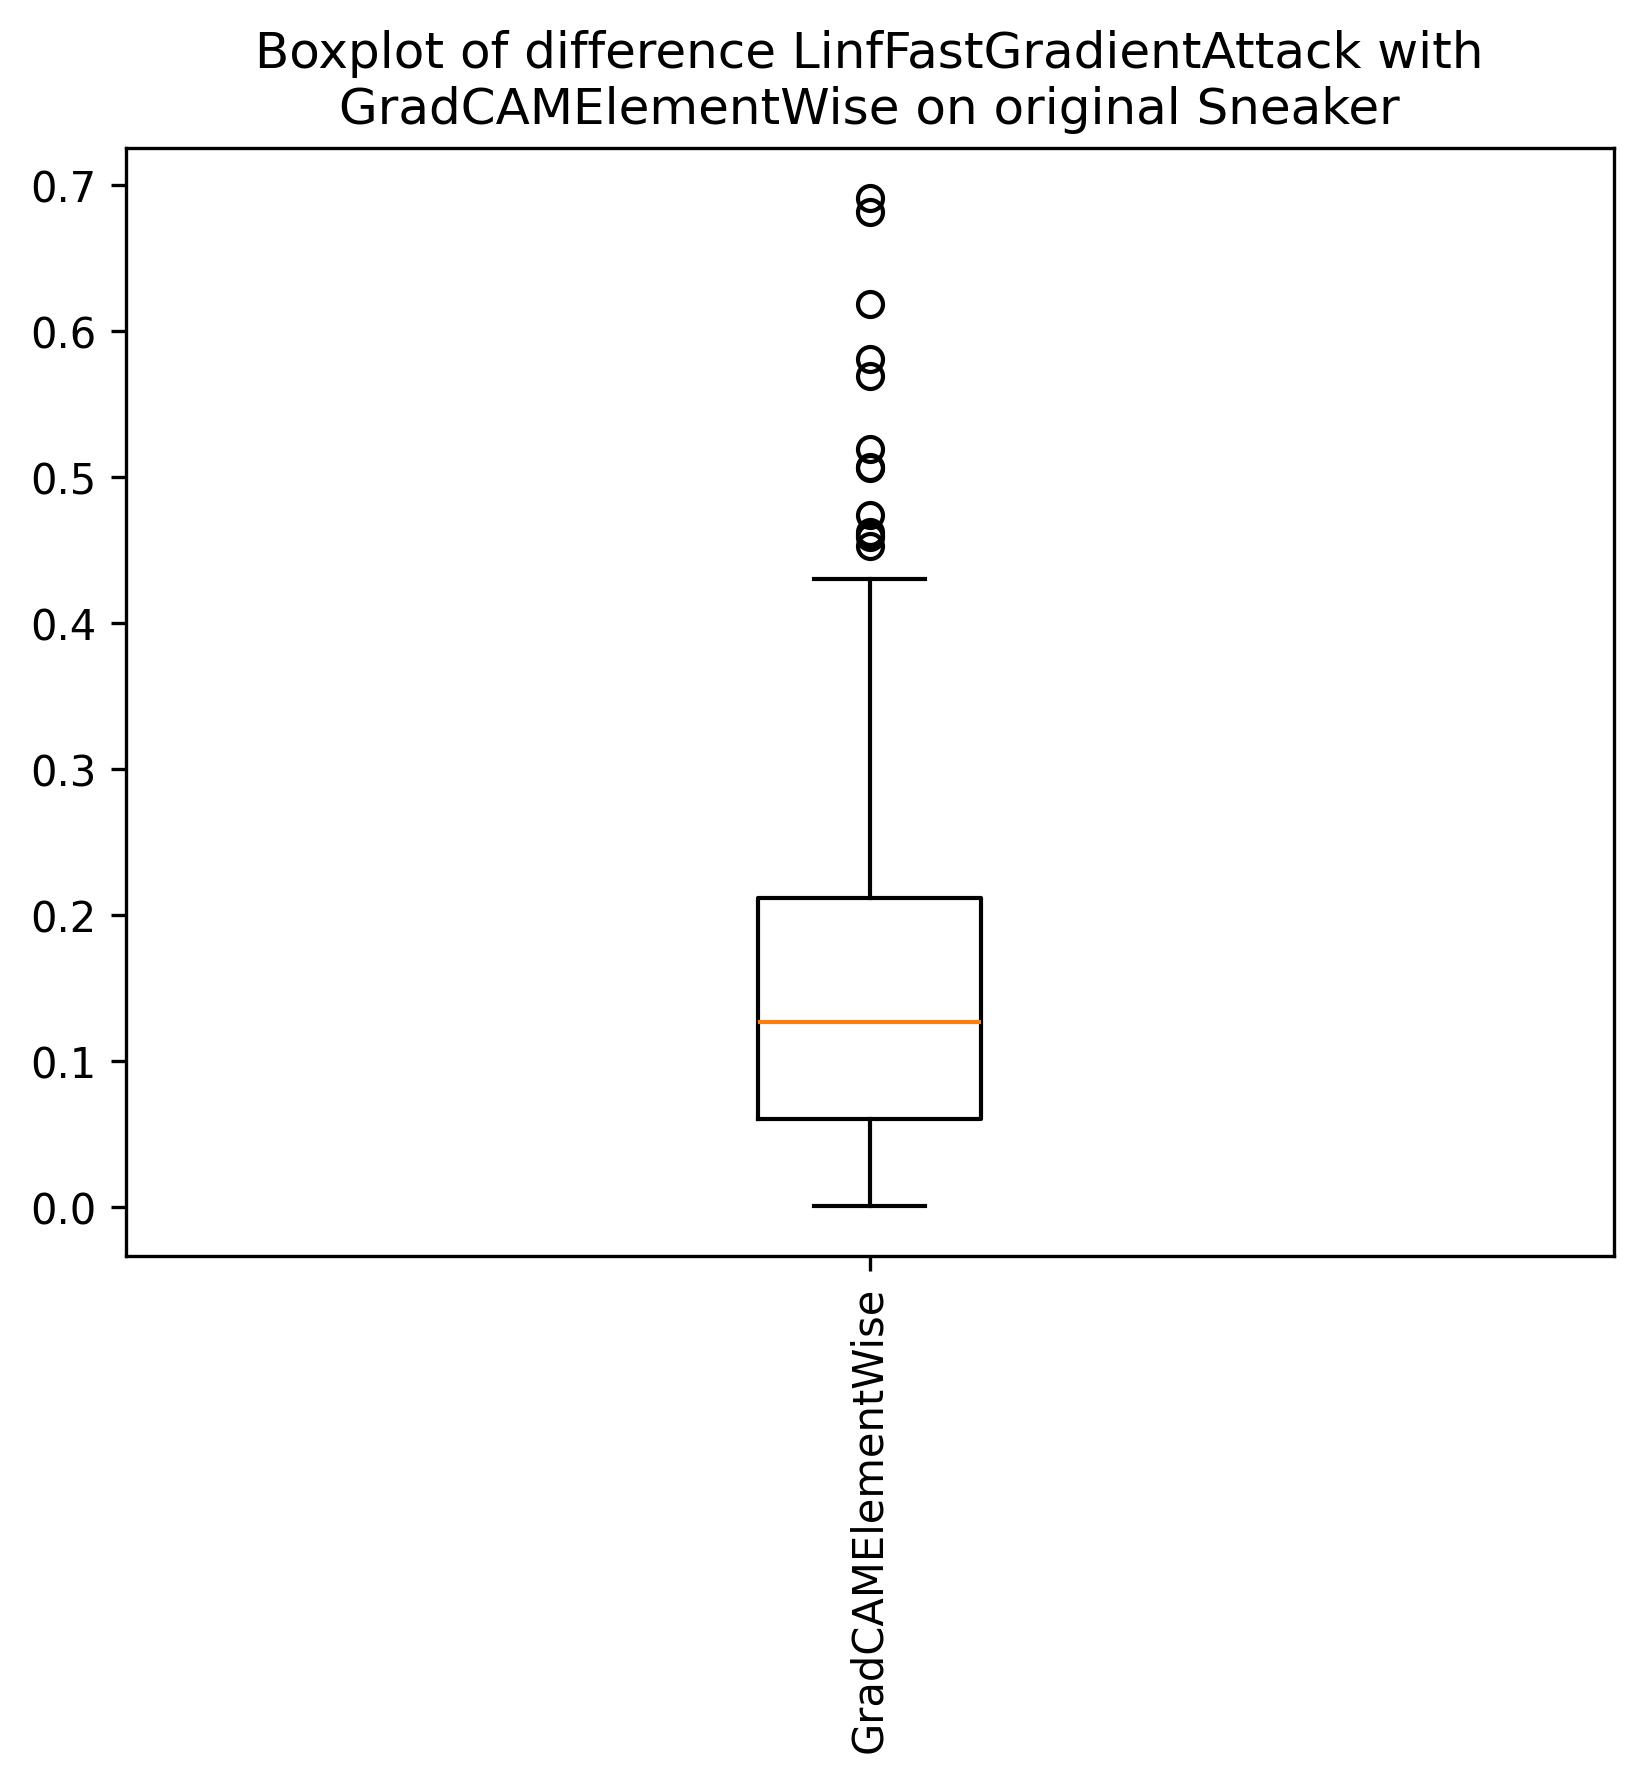 Boxplot of difference LinfFastGradientAttack with
GradCAMElementWise on original Sneaker
0.7
0.6
0.5
0.4
0.3
0.2
0.1
0.0
GradCAMElementWise